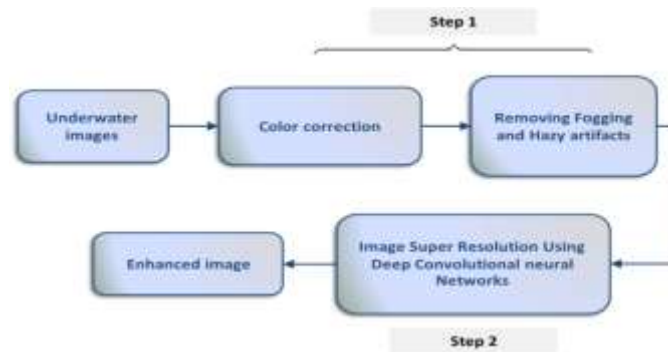 Step 1
Underwater
images
Color correction
Removing Fogging
and Hazy artifacts
Image Super Resolution Using
Deep Convolutional neural
Networks
Enhanced image
Step 2